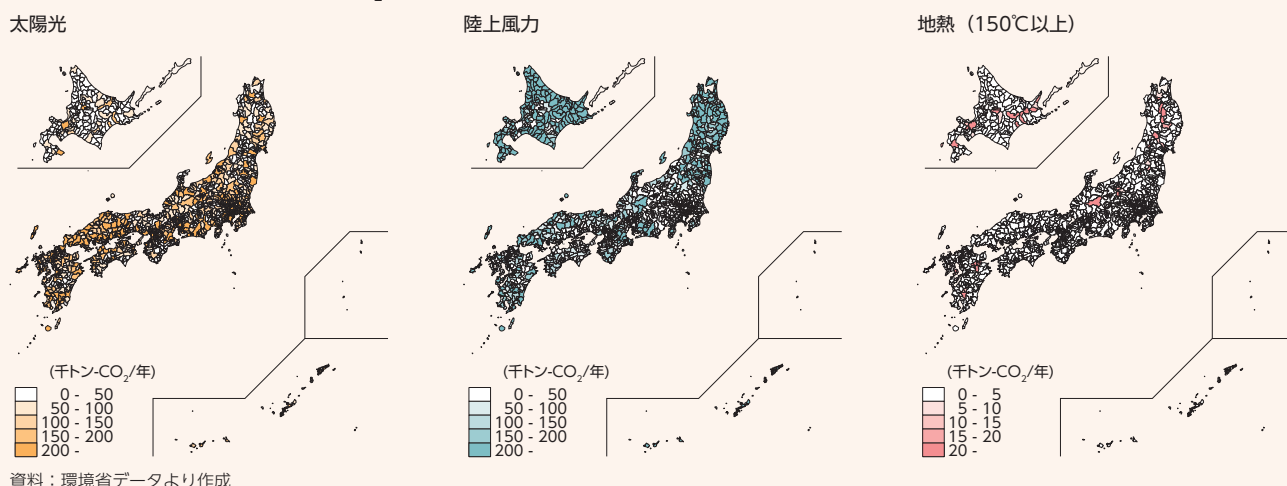 太陽光
陸上風力
地熱（150℃以上）
(千トン-CO₂/年)
0 - 50
50 - 100
100 - 150
150 - 200
200 -
(千トン-CO₂/年)
0 - 50
50 - 100
100 - 150
150 - 200
200 -
(千トン-CO₂/年)
0 - 5
5 - 10
10 - 15
15 - 20
20 -
資料：環境省データより作成